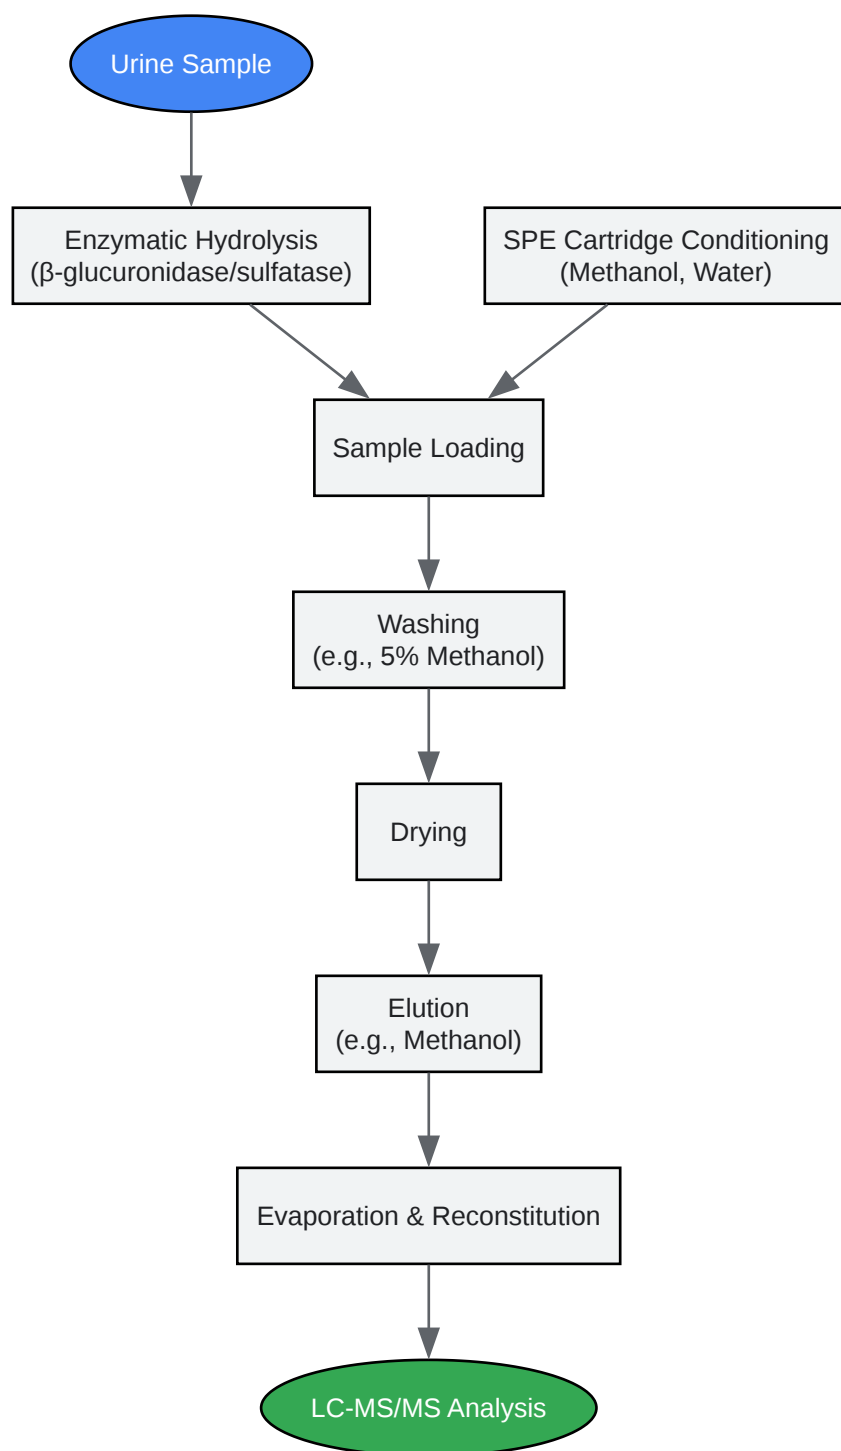 Urine Sample
Enzymatic Hydrolysis
(β-glucuronidase/sulfatase)
SPE Cartridge Conditioning
(Methanol, Water)
Sample Loading
Washing
(e.g., 5% Methanol)
Drying
Elution
(e.g., Methanol)
Evaporation & Reconstitution
LC-MS/MS Analysis